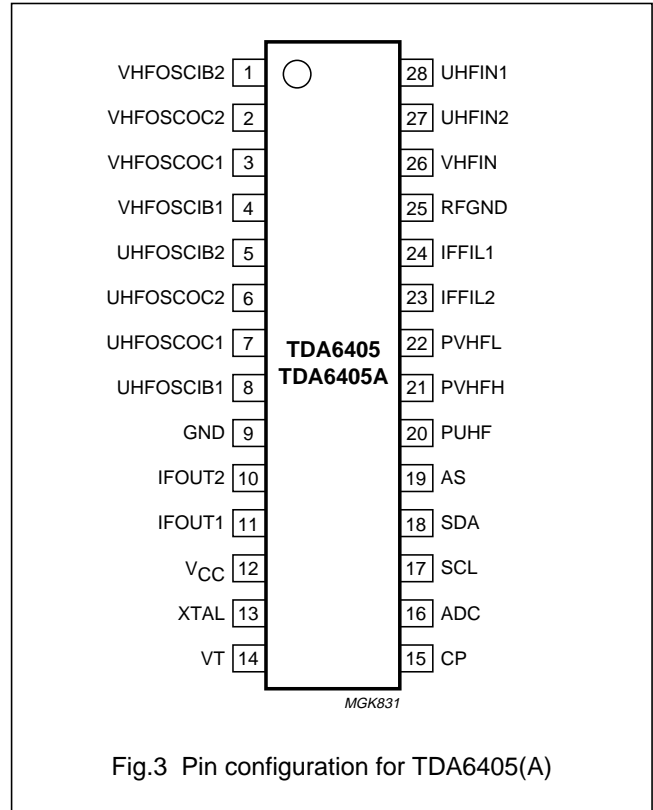 VHFOSCIB2 1 28 UHFIN1
VHFOSCOC2 2 27 UHFIN2
VHFOSCOC1 3 26 VHFIN
VHFOSCIB1 4 25 RFGND
UHFOSCIB2 5 24 IFFIL1
UHFOSCOC2 6 23 IFFIL2
UHFOSCOC1 7 22 PVHFL
TDA6405
TDA6405A
UHFOSCIB1 8 21 PVHFH
GND 9 20 PUHF
IFOUT2 10 19 AS
IFOUT1 11 18 SDA
VCC 12 17 SCL
XTAL 13 16 ADC
VT 14 15 CP
MGK831
Fig.3 Pin configuration for TDA6405(A)